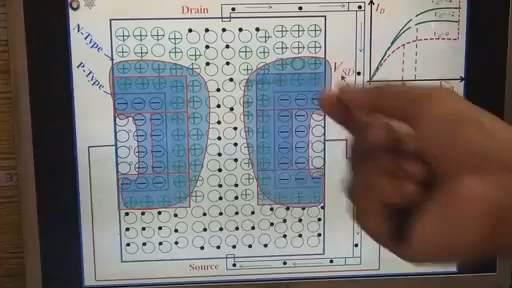 Drain
I_D
N-Type
P-Type
V_SD
Source